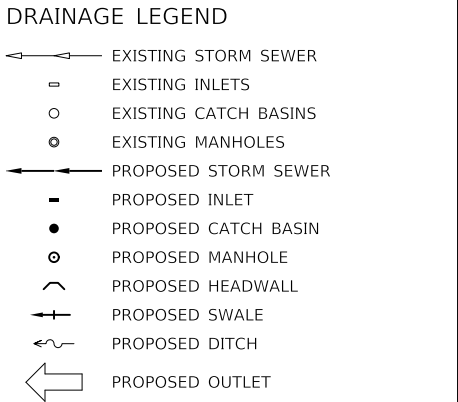 DRAINAGE LEGEND
EXISTING STORM SEWER
EXISTING INLETS
EXISTING CATCH BASINS
EXISTING MANHOLES
PROPOSED STORM SEWER
PROPOSED INLET
PROPOSED CATCH BASIN
PROPOSED MANHOLE
PROPOSED HEADWALL
PROPOSED SWALE
PROPOSED DITCH
PROPOSED OUTLET